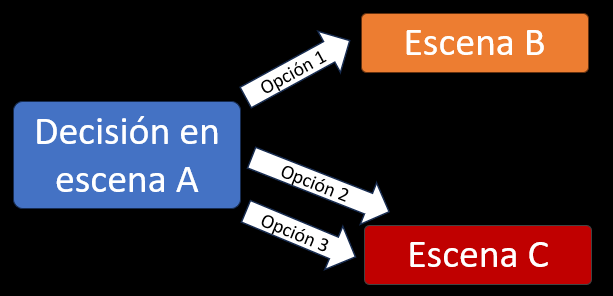 Decisión en
escena A
Opción 1
Escena B
Opción 2
Opción 3
Escena C